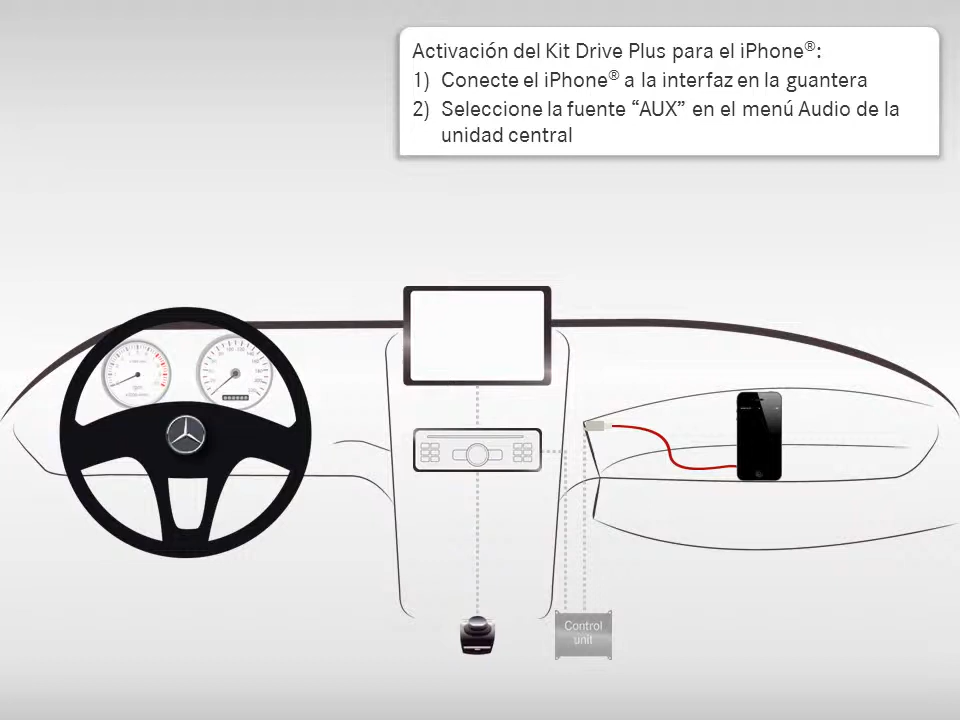 Activación del Kit Drive Plus para el iPhone®:
1) Conecte el iPhone® a la interfaz en la guantera
2) Seleccione la fuente “AUX” en el menú Audio de la
unidad central
Control
unit